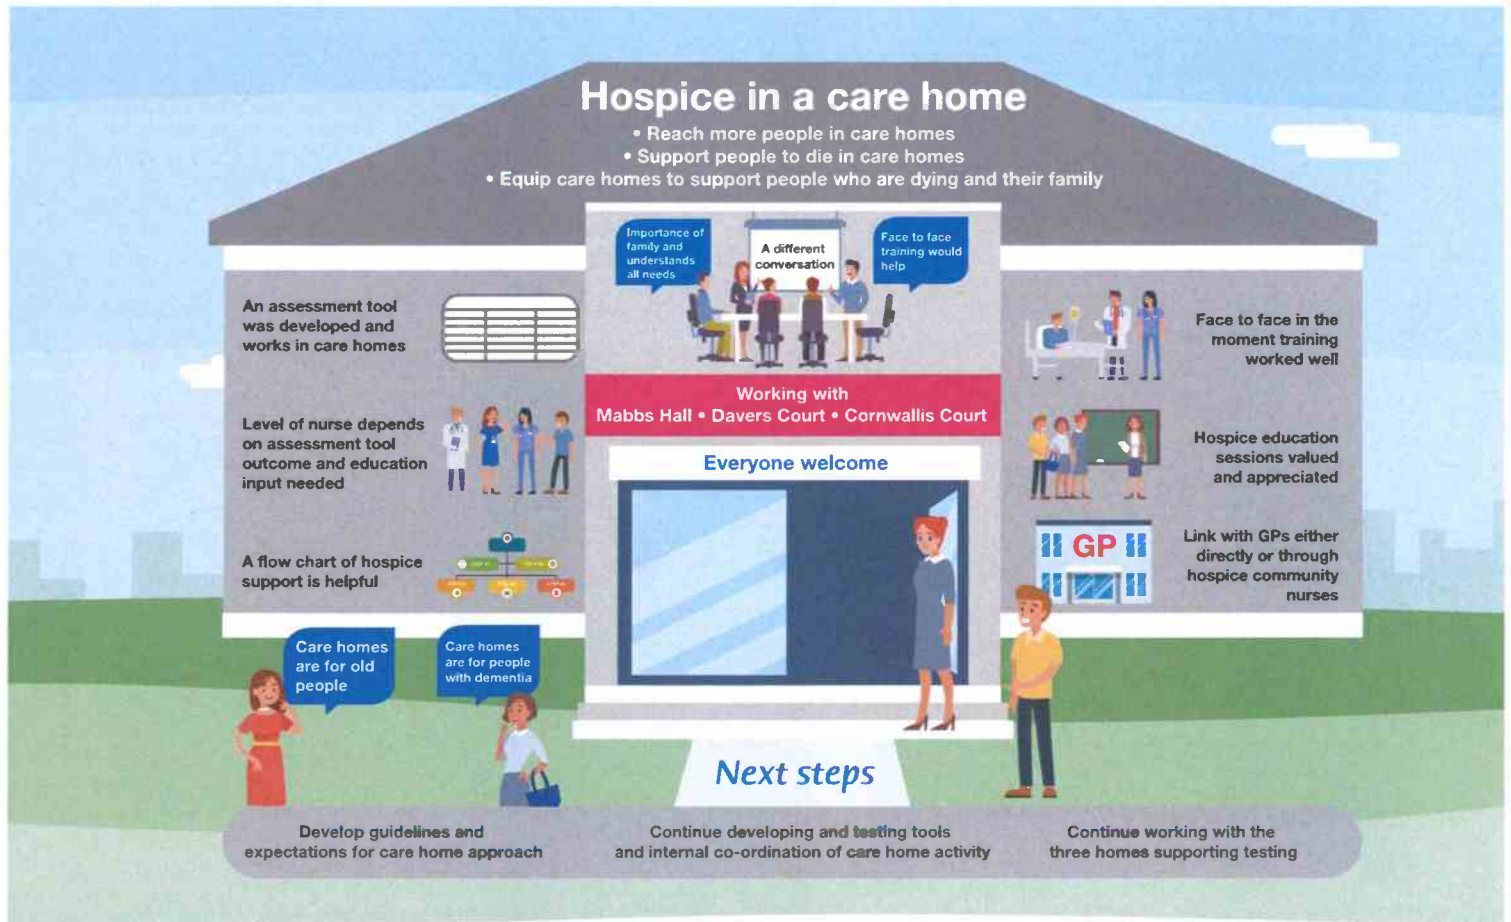 Hospice in a care home
• Reach more people in care homes
• Support people to die in care homes
• Equip care homes to support people who are dying and their family
Importance of
family and
understands
all needs
A different
conversation
Face to face
training would
help
An assessment tool
was developed and
works in care homes
Level of nurse depends
on assessment tool
outcome and education
input needed
A flow chart of hospice
support is helpful
Working with
Mabbs Hall • Davers Court • Cornwallis Court
Everyone welcome
Face to face in the
moment training
worked well
Hospice education
sessions valued
and appreciated
GP
Link with GPs either
directly or through
hospice community
nurses
Care homes
are for old
people
Care homes
are for people
with dementia
Next steps
Develop guidelines and
expectations for care home approach
Continue developing and testing tools
and internal co-ordination of care home activity
Continue working with the
three homes supporting testing